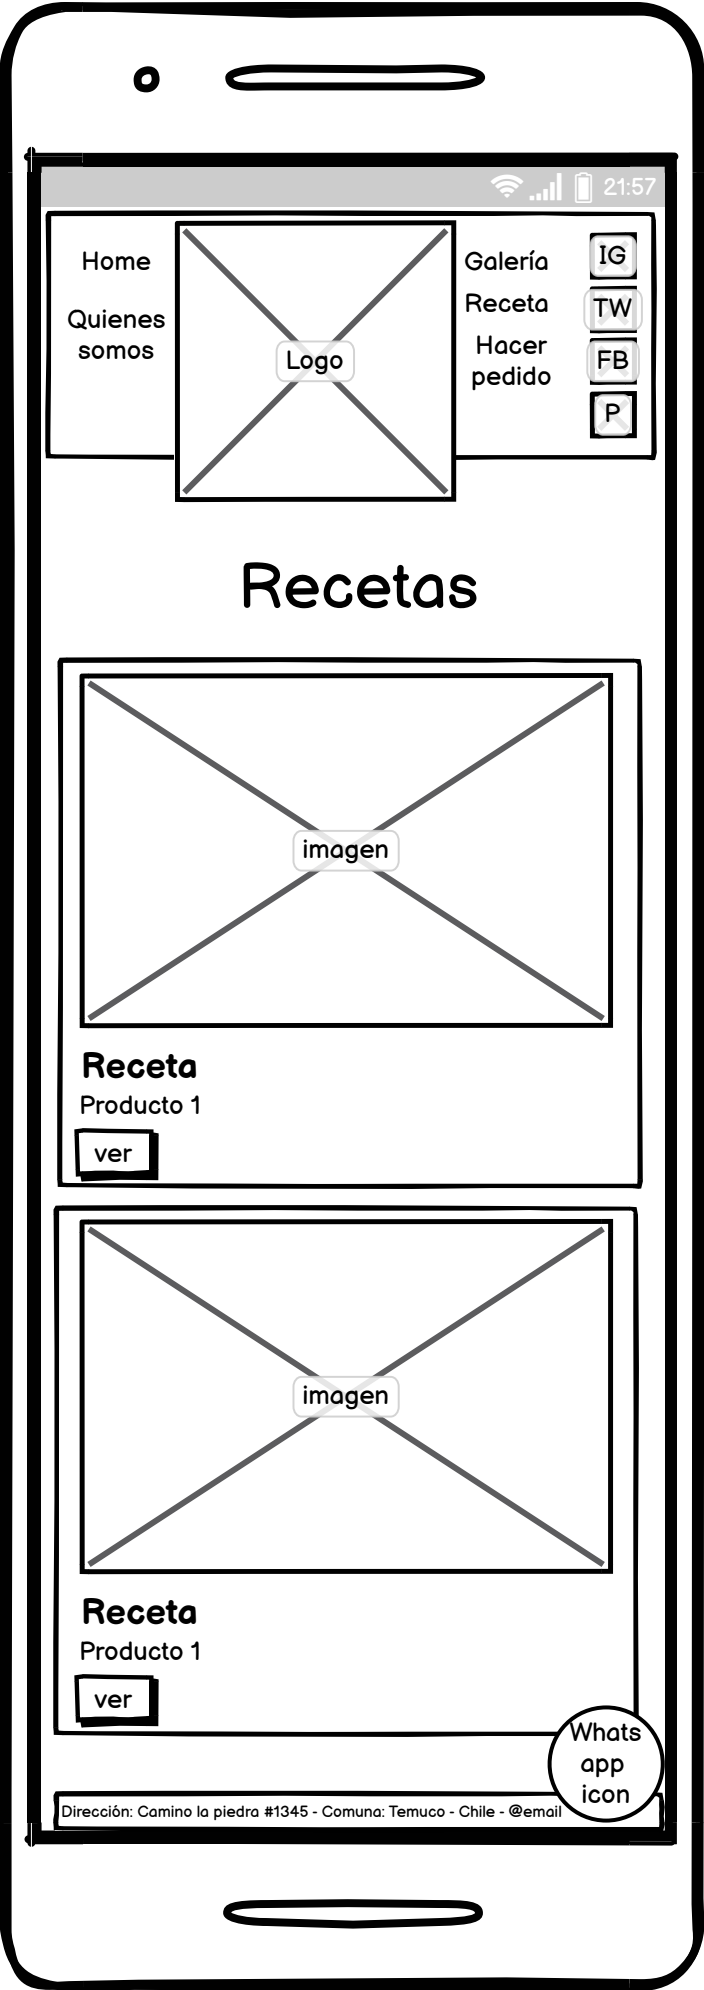 21:57
Home
Quienes
somos
Logo
Galería
Receta
Hacer
pedido
IG
TW
FB
P
Recetas
imagen
Receta
Producto 1
ver
imagen
Receta
Producto 1
ver
Whats
app
icon
Dirección: Camino la piedra #1345 - Comuna: Temuco - Chile - @email